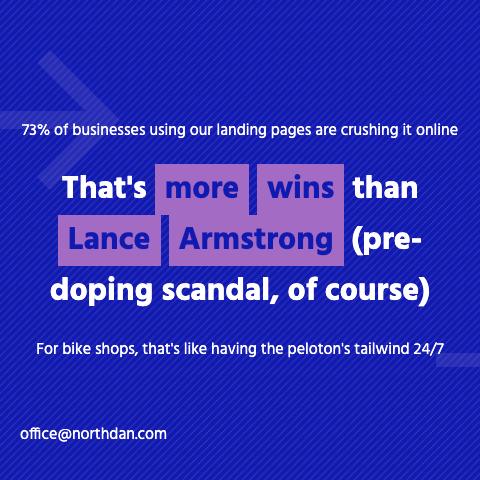 73% of businesses using our landing pages are crushing it online
That's more wins than
Lance Armstrong (pre-
doping scandal, of course)
For bike shops, that's like having the peloton's tailwind 24/7
office@northdan.com